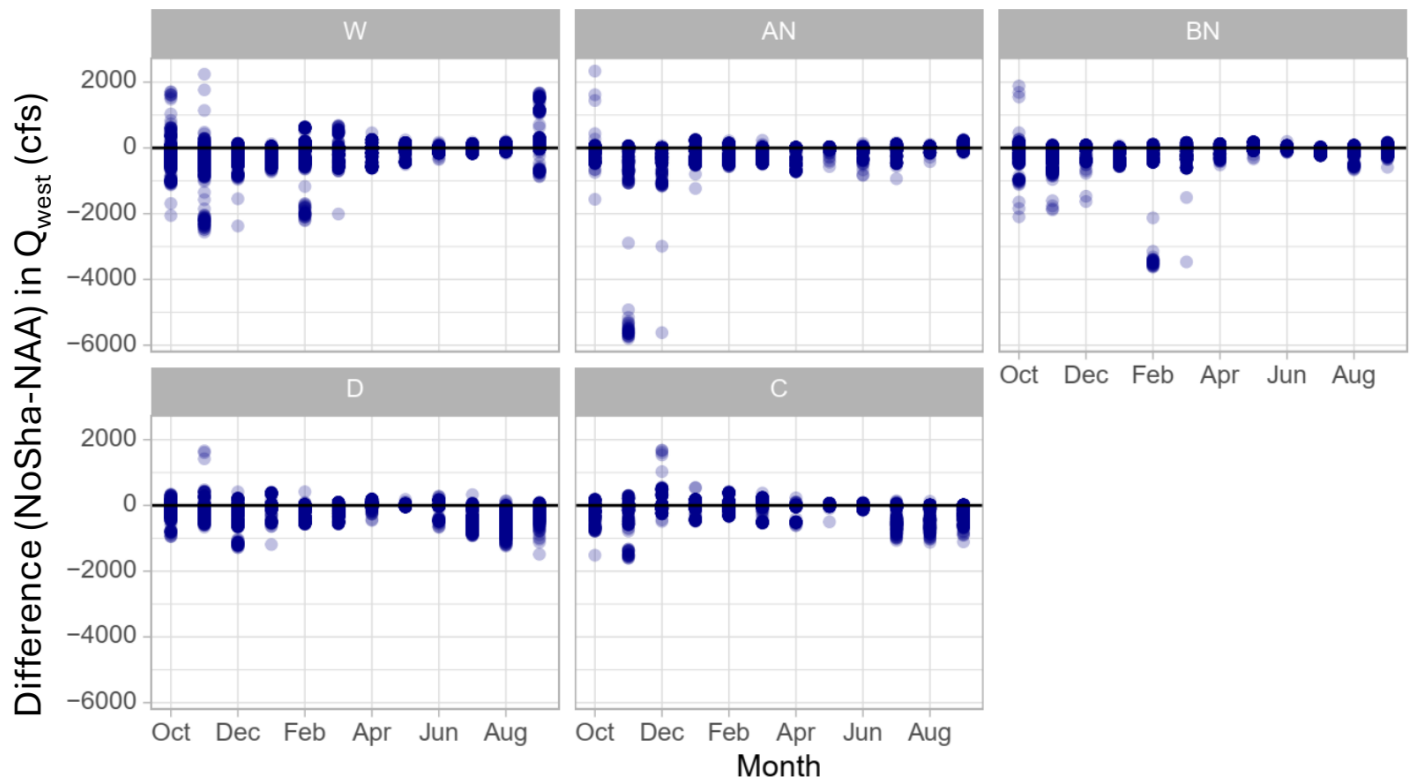 W
AN
BN
Difference (NoSha-NAA) in Qwest (cfs)
2000
0
−2000
−4000
−6000
Oct Dec Feb Apr Jun Aug
D
C
2000
0
−2000
−4000
−6000
Oct Dec Feb Apr Jun Aug
Oct Dec Feb Apr Jun Aug
Month